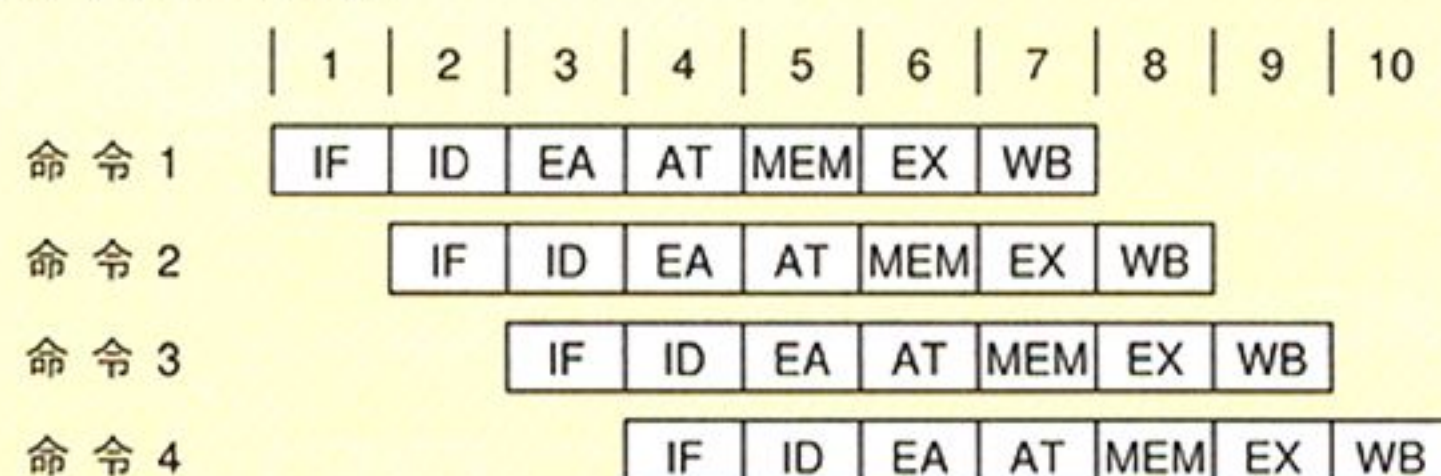 1 2 3 4 5 6 7 8 9 10
命令1 IF ID EA AT MEM EX WB
命令2 IF ID EA AT MEM EX WB
命令3 IF ID EA AT MEM EX WB
命令4 IF ID EA AT MEM EX WB